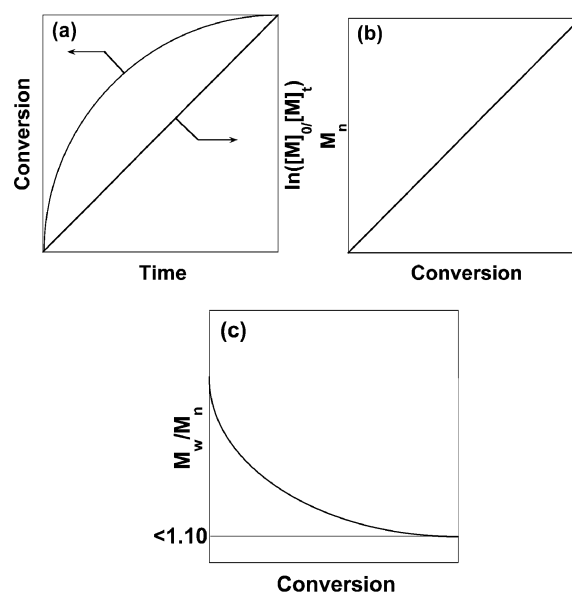 (a)
Conversion
Time
ln([M]0/[M]t)
(b)
Mn
Conversion
(c)
Mw/Mn
<1.10
Conversion